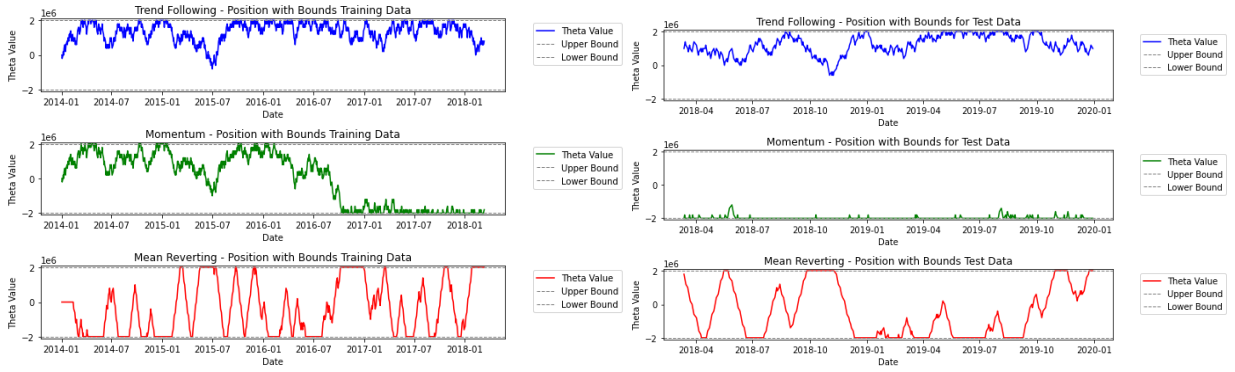 Trend Following - Position with Bounds Training Data
1e6
Theta Value
2
0
−2
2014-01 2014-07 2015-01 2015-07 2016-01 2016-07 2017-01 2017-07 2018-01
Date
Theta Value
Upper Bound
Lower Bound
Momentum - Position with Bounds Training Data
1e6
Theta Value
2
0
−2
2014-01 2014-07 2015-01 2015-07 2016-01 2016-07 2017-01 2017-07 2018-01
Date
Theta Value
Upper Bound
Lower Bound
Mean Reverting - Position with Bounds Training Data
1e6
Theta Value
2
0
−2
2014-01 2014-07 2015-01 2015-07 2016-01 2016-07 2017-01 2017-07 2018-01
Date
Theta Value
Upper Bound
Lower Bound
Trend Following - Position with Bounds for Test Data
1e6
Theta Value
2
0
−2
2018-04 2018-07 2018-10 2019-01 2019-04 2019-07 2019-10 2020-01
Date
Theta Value
Upper Bound
Lower Bound
Momentum - Position with Bounds for Test Data
1e6
Theta Value
2
0
−2
2018-04 2018-07 2018-10 2019-01 2019-04 2019-07 2019-10 2020-01
Date
Theta Value
Upper Bound
Lower Bound
Mean Reverting - Position with Bounds Test Data
1e6
Theta Value
2
0
−2
2018-04 2018-07 2018-10 2019-01 2019-04 2019-07 2019-10 2020-01
Date
Theta Value
Upper Bound
Lower Bound